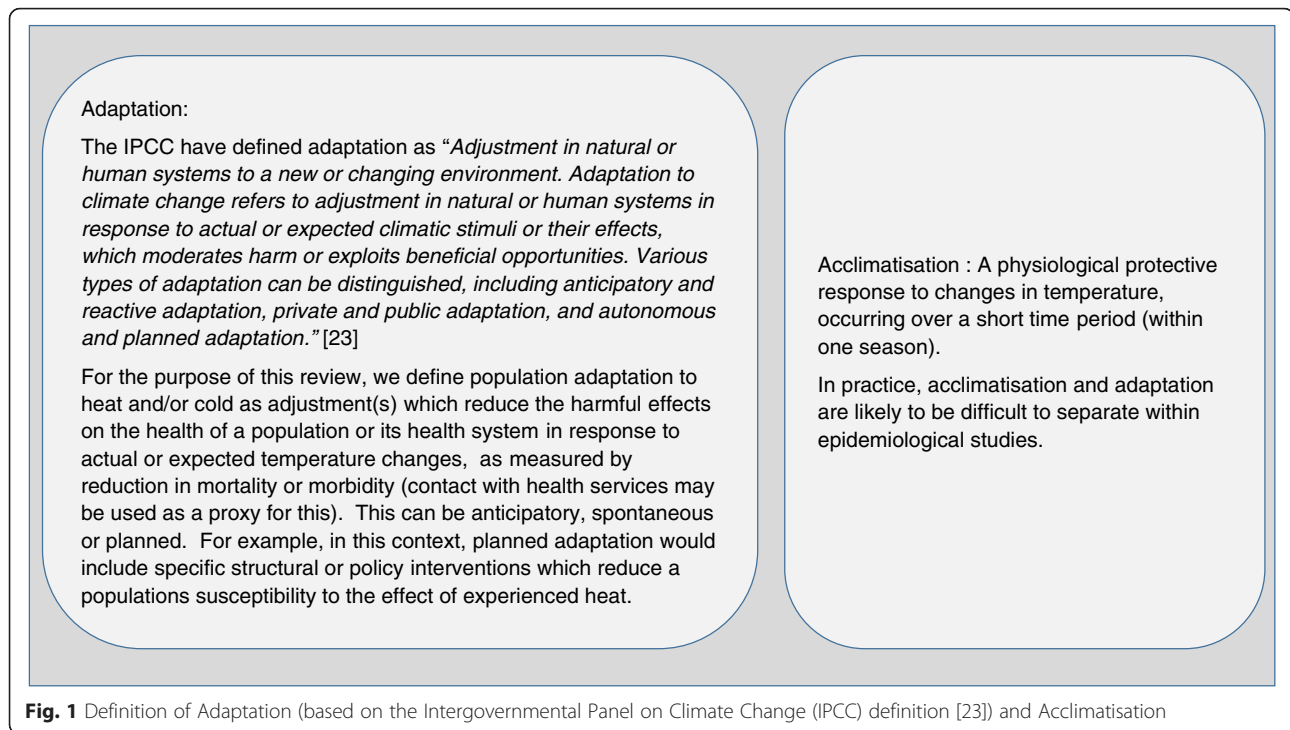 Adaptation:
The IPCC have defined adaptation as “Adjustment in natural or
human systems to a new or changing environment. Adaptation to
climate change refers to adjustment in natural or human systems in
response to actual or expected climatic stimuli or their effects,
which moderates harm or exploits beneficial opportunities. Various
types of adaptation can be distinguished, including anticipatory and
reactive adaptation, private and public adaptation, and autonomous
and planned adaptation.” [23]
For the purpose of this review, we define population adaptation to
heat and/or cold as adjustment(s) which reduce the harmful effects
on the health of a population or its health system in response to
actual or expected temperature changes, as measured by
reduction in mortality or morbidity (contact with health services may
be used as a proxy for this). This can be anticipatory, spontaneous
or planned. For example, in this context, planned adaptation would
include specific structural or policy interventions which reduce a
populations susceptibility to the effect of experienced heat.
Acclimatisation : A physiological protective
response to changes in temperature,
occurring over a short time period (within
one season).
In practice, acclimatisation and adaptation
are likely to be difficult to separate within
epidemiological studies.
Fig. 1 Definition of Adaptation (based on the Intergovernmental Panel on Climate Change (IPCC) definition [23]) and Acclimatisation